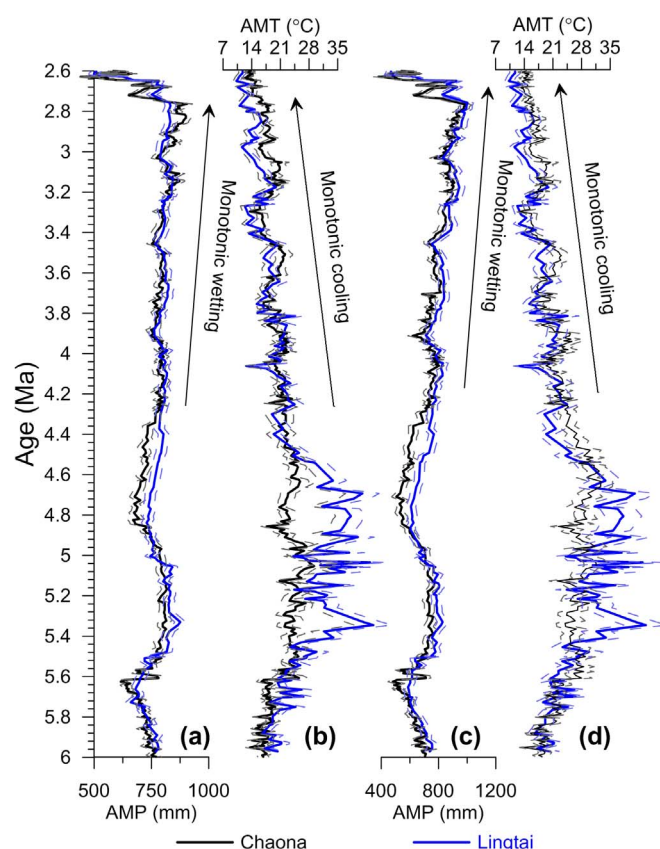 AMT (°C)
AMT (°C)
7 14 21 28 35
7 14 21 28 35
2.6
2.8
3
3.2
3.4
3.6
3.8
4
4.2
4.4
4.6
4.8
5
5.2
5.4
5.6
5.8
6
Age (Ma)
Monotonic wetting
Monotonic cooling
Monotonic wetting
Monotonic cooling
(a) (b) (c) (d)
500 750 1000
400 800 1200
AMP (mm)
AMP (mm)
Chaona Lingtai